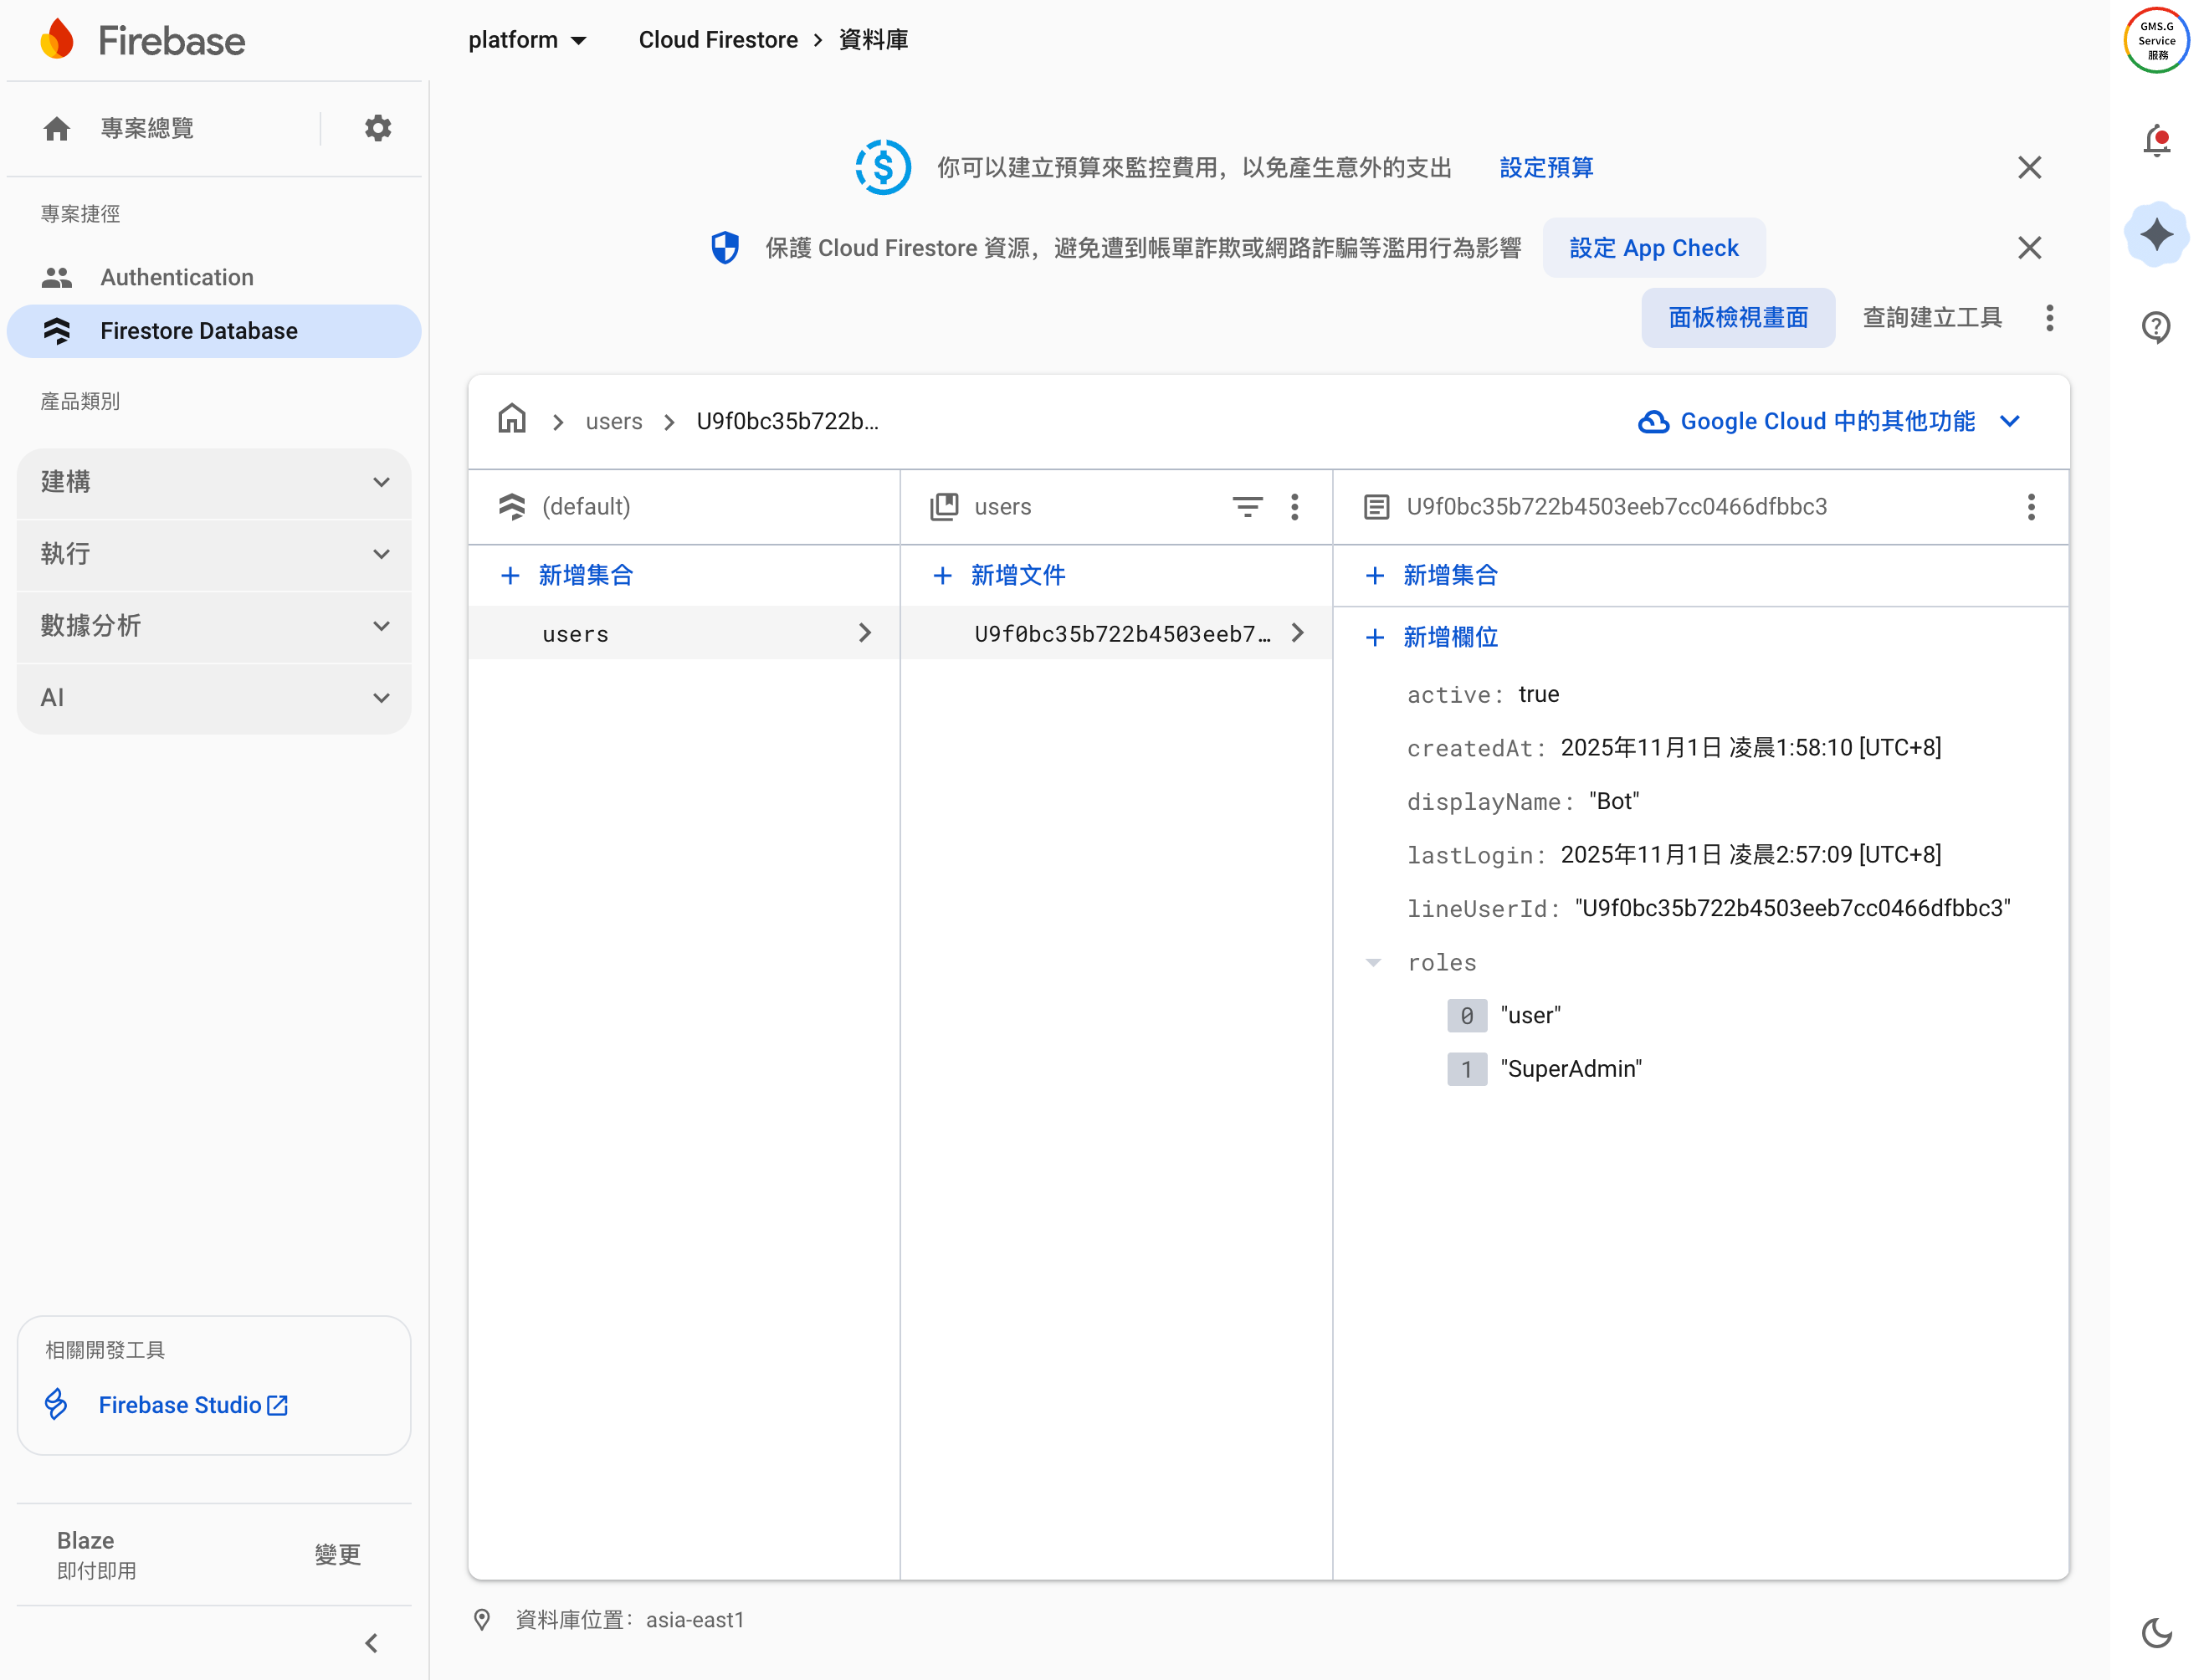 Firebase
platform
Cloud Firestore
資料庫
GMS.G
Service
服務
專案總覽
專案捷徑
Authentication
Firestore Database
產品類別
建構
執行
數據分析
AI
相關開發工具
Firebase Studio
Blaze
即付即用
變更
你可以建立預算來監控費用，以免產生意外的支出
設定預算
保護 Cloud Firestore 資源，避免遭到帳單詐欺或網路詐騙等濫用行為影響
設定 App Check
面板檢視畫面
查詢建立工具
users
U9f0bc35b722b...
Google Cloud 中的其他功能
(default)
新增集合
users
users
新增文件
U9f0bc35b722b4503eeb7…
U9f0bc35b722b4503eeb7cc0466dfbbc3
新增集合
新增欄位
active: true
createdAt: 2025年11月1日 凌晨1:58:10 [UTC+8]
displayName: "Bot"
lastLogin: 2025年11月1日 凌晨2:57:09 [UTC+8]
lineUserId: "U9f0bc35b722b4503eeb7cc0466dfbbc3"
roles
0 "user"
1 "SuperAdmin"
資料庫位置：asia-east1